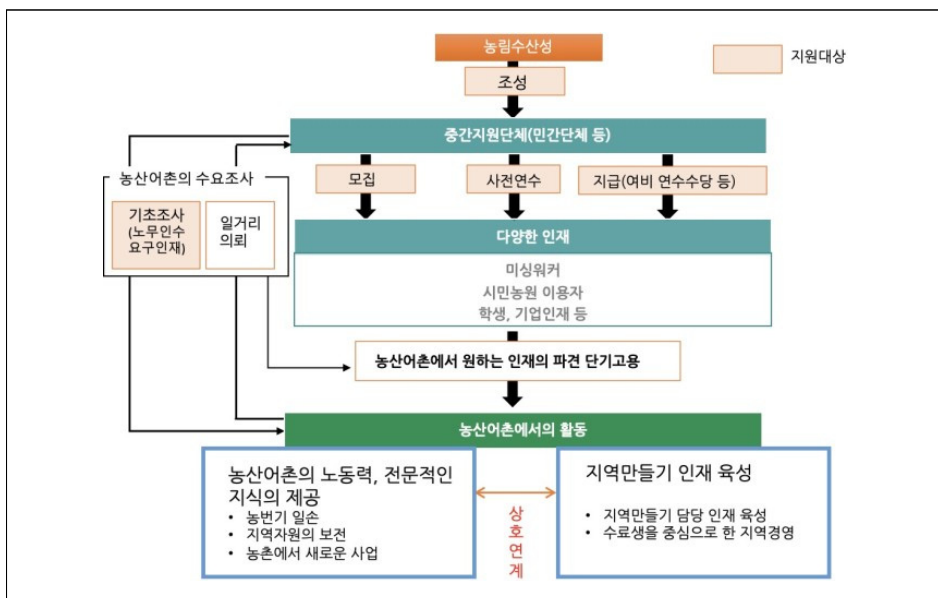 농림수산성
지원대상
조성
중간지원단체(민간단체 등)
농산어촌의 수요조사
모집
사전연수
지급(여비 연수수당 등)
기초조사
(노무인수
요구인재)
일거리
의뢰
다양한 인재
미싱워커
시민농원 이용자
학생, 기업인재 등
농산어촌에서 원하는 인재의 파견 단기고용
농산어촌에서의 활동
농산어촌의 노동력, 전문적인
지식의 제공
• 농번기 일손
• 지역자원의 보전
• 농촌에서 새로운 사업
상
호
연
계
지역만들기 인재 육성
• 지역만들기 담당 인재 육성
• 수료생을 중심으로 한 지역경영